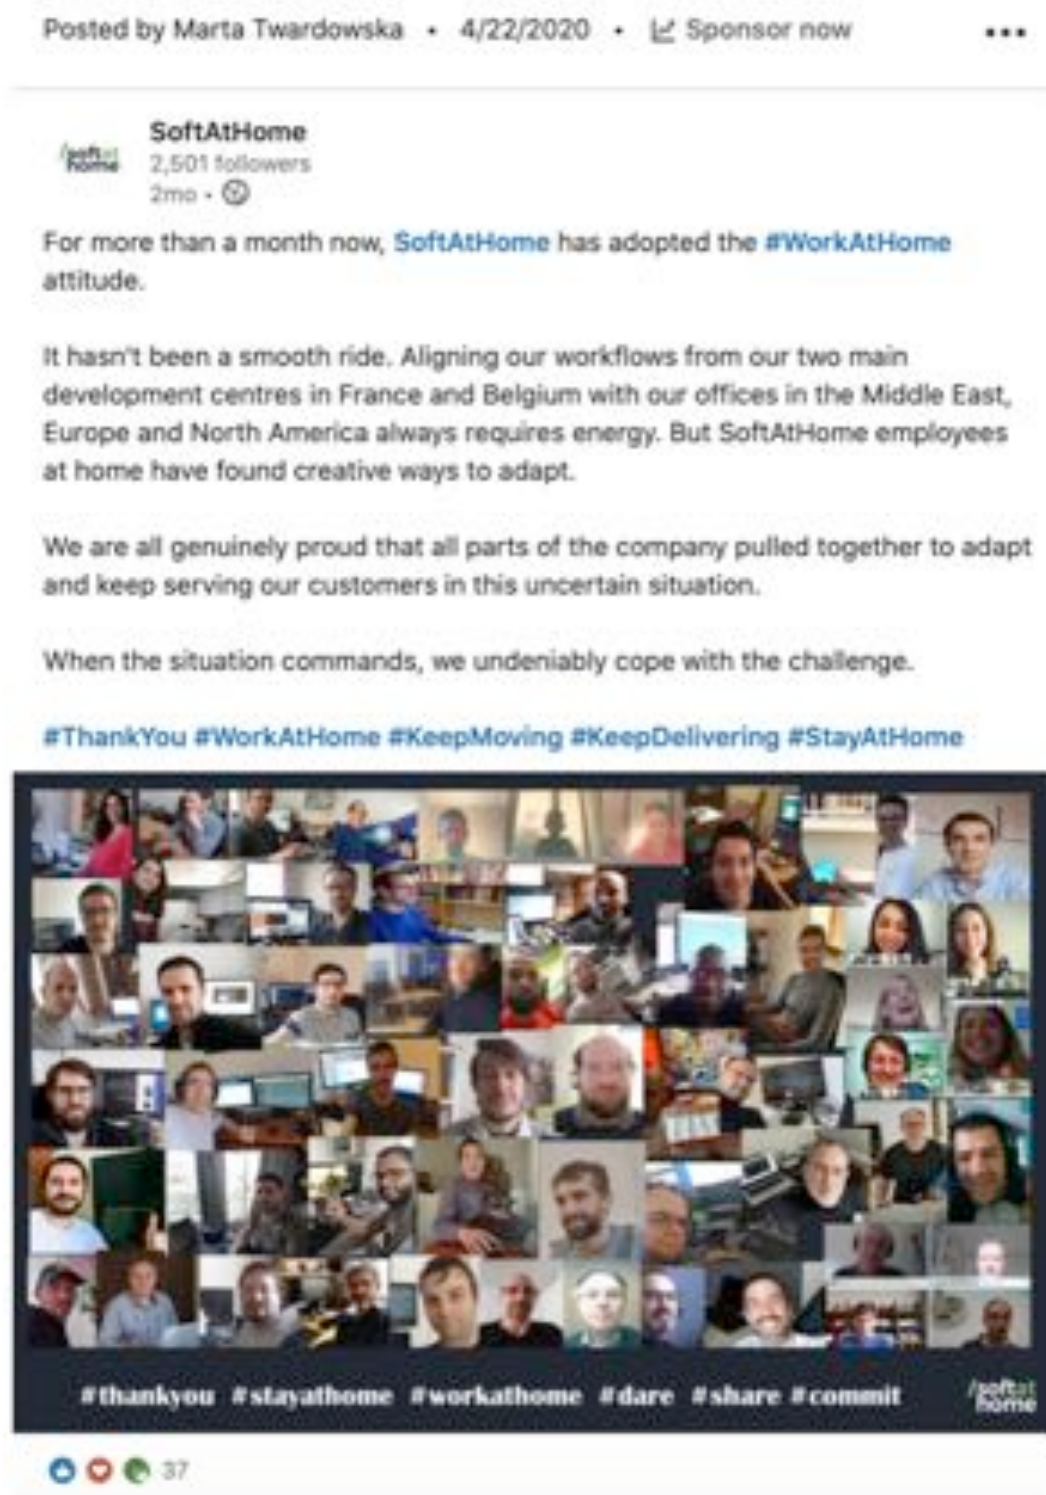 Posted by Marta Twardowska • 4/22/2020 • Sponsor now
SoftAtHome
/softat
home
2,501 followers
2mo •
For more than a month now, SoftAtHome has adopted the #WorkAtHome
attitude.
It hasn't been a smooth ride. Aligning our workflows from our two main
development centres in France and Belgium with our offices in the Middle East,
Europe and North America always requires energy. But SoftAtHome employees
at home have found creative ways to adapt.
We are all genuinely proud that all parts of the company pulled together to adapt
and keep serving our customers in this uncertain situation.
When the situation commands, we undeniably cope with the challenge.
#ThankYou #WorkAtHome #KeepMoving #KeepDelivering #StayAtHome
#thankyou #stayathome #workathome #dare #share #commit
/softat
home
37